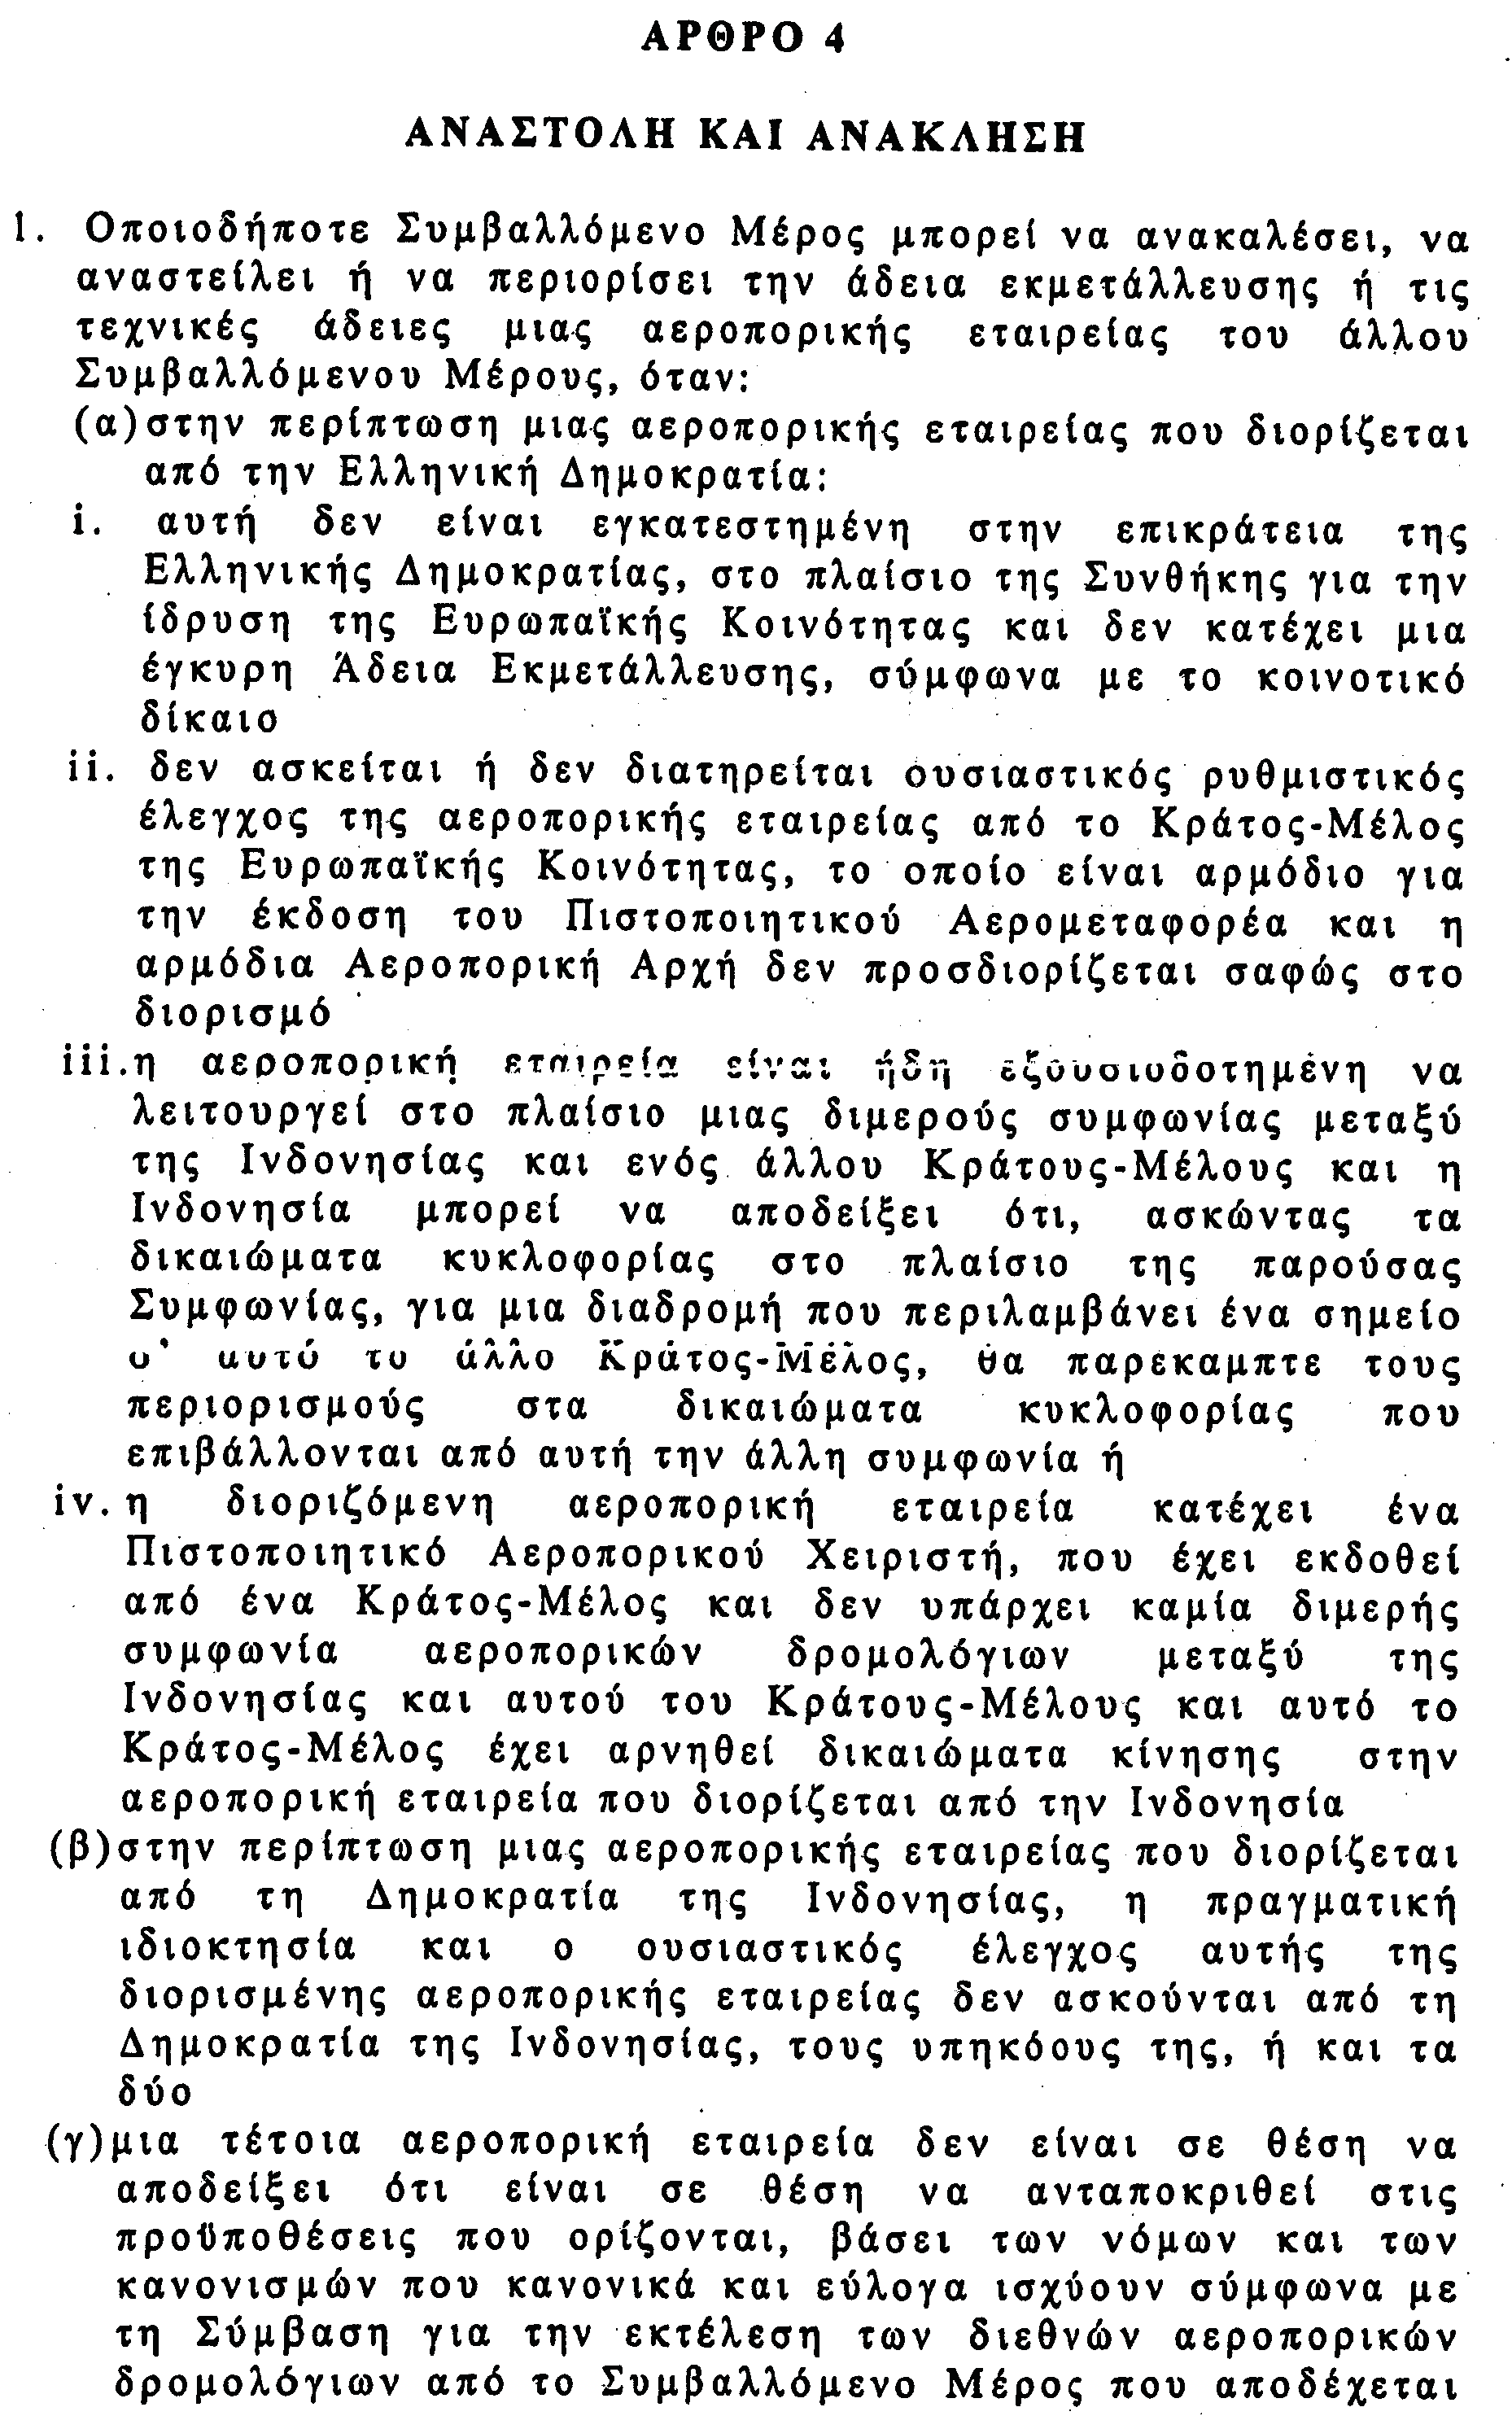 ΑΡΘΡΟ 4
ΑΝΑΣΤΟΛΗ ΚΑΙ ΑΝΑΚΛΗΣΗ
1. Οποιοδήποτε Συμβαλλόμενο Μέρος μπορεί να ανακαλέσει, να
αναστείλει ή να περιορίσει την άδεια εκμετάλλευσης ή τις
τεχνικές άδειες μιας αεροπορικής εταιρείας του άλλου
Συμβαλλόμενου Μέρους, όταν:
(α) στην περίπτωση μιας αεροπορικής εταιρείας που διορίζεται
από την Ελληνική Δημοκρατία:
i. αυτή δεν είναι εγκατεστημένη στην επικράτεια της
Ελληνικής Δημοκρατίας, στο πλαίσιο της Συνθήκης για την
ίδρυση της Ευρωπαϊκής Κοινότητας και δεν κατέχει μια
έγκυρη Άδεια Εκμετάλλευσης, σύμφωνα με το κοινοτικό
δίκαιο
ii. δεν ασκείται ή δεν διατηρείται ουσιαστικός ρυθμιστικός
έλεγχος της αεροπορικής εταιρείας από το Κράτος-Μέλος
της Ευρωπαϊκής Κοινότητας, το οποίο είναι αρμόδιο για
την έκδοση του Πιστοποιητικού Αερομεταφορέα και η
αρμόδια Αεροπορική Αρχή δεν προσδιορίζεται σαφώς στο
διορισμό
iii. η αεροπορική εταιρεία είναι ήδη εξουσιοδοτημένη να
λειτουργεί στο πλαίσιο μιας διμερούς συμφωνίας μεταξύ
της Ινδονησίας και ενός άλλου Κράτους-Μέλους και η
Ινδονησία μπορεί να αποδείξει ότι, ασκώντας τα
δικαιώματα κυκλοφορίας στο πλαίσιο της παρούσας
Συμφωνίας, για μια διαδρομή που περιλαμβάνει ένα σημείο
σ' αυτό το άλλο Κράτος-Μέλος, θα παρέκαμπτε τους
περιορισμούς στα δικαιώματα κυκλοφορίας που
επιβάλλονται από αυτή την άλλη συμφωνία ή
iv. η διοριζόμενη αεροπορική εταιρεία κατέχει ένα
Πιστοποιητικό Αεροπορικού Χειριστή, που έχει εκδοθεί
από ένα Κράτος-Μέλος και δεν υπάρχει καμία διμερής
συμφωνία αεροπορικών δρομολόγιων μεταξύ της
Ινδονησίας και αυτού του Κράτους-Μέλους και αυτό το
Κράτος-Μέλος έχει αρνηθεί δικαιώματα κίνησης στην
αεροπορική εταιρεία που διορίζεται από την Ινδονησία
(β) στην περίπτωση μιας αεροπορικής εταιρείας που διορίζεται
από τη Δημοκρατία της Ινδονησίας, η πραγματική
ιδιοκτησία και ο ουσιαστικός έλεγχος αυτής της
διορισμένης αεροπορικής εταιρείας δεν ασκούνται από τη
Δημοκρατία της Ινδονησίας, τους υπηκόους της, ή και τα
δύο
(γ) μια τέτοια αεροπορική εταιρεία δεν είναι σε θέση να
αποδείξει ότι είναι σε θέση να ανταποκριθεί στις
προϋποθέσεις που ορίζονται, βάσει των νόμων και των
κανονισμών που κανονικά και εύλογα ισχύουν σύμφωνα με
τη Σύμβαση για την εκτέλεση των διεθνών αεροπορικών
δρομολόγιων από το Συμβαλλόμενο Μέρος που αποδέχεται